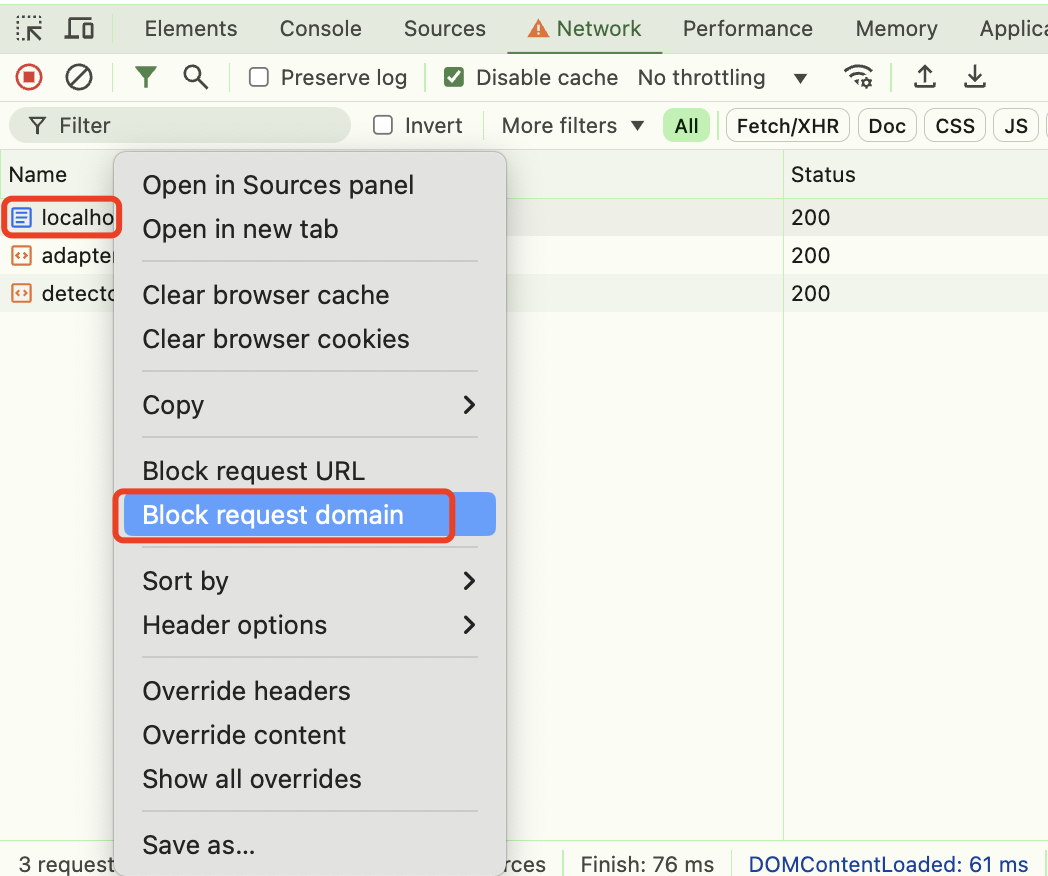 Elements Console Sources Network Performance Memory Applica
Preserve log Disable cache No throttling
Filter Invert More filters All Fetch/XHR Doc CSS JS
Name Status
localho 200
adapte 200
detecto 200
Open in Sources panel
Open in new tab
Clear browser cache
Clear browser cookies
Copy
Block request URL
Block request domain
Sort by
Header options
Override headers
Override content
Show all overrides
Save as...
3 request rces Finish: 76 ms DOMContentLoaded: 61 ms